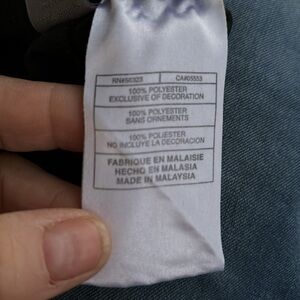 RN#56323 CA#05553
100% POLYESTER
EXCLUSIVE OF DECORATION
100% POLYESTER
SANS ORNEMENTS
100% POLIESTER
NO INCLUYE LA DECORACIÓN
FABRIQUE EN MALAISIE
HECHO EN MALASIA
MADE IN MALAYSIA